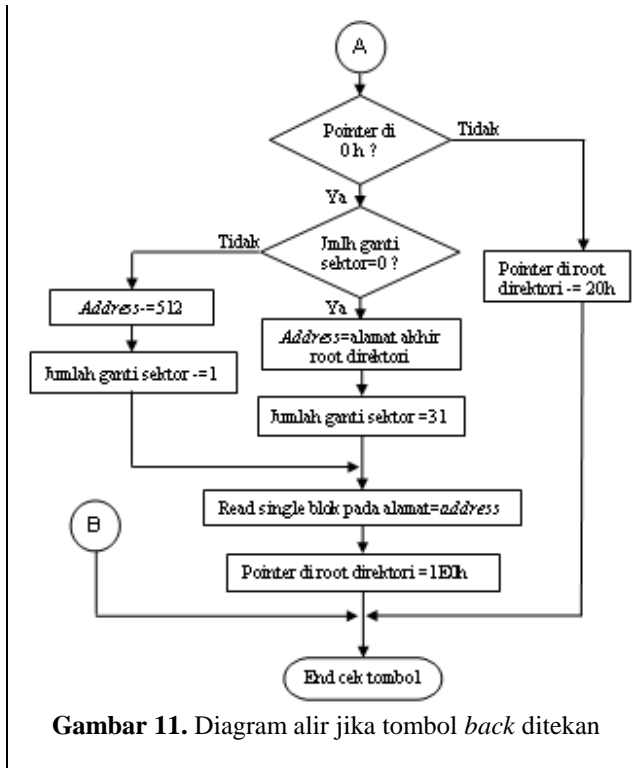 A
Pointer di
0 h ?
Tidak
Ya
Tidak
Jmlh ganti
sektor=0 ?
Pointer di root
direktori -= 20h
Address-=512
Ya
Address=alamat akhir
root direktori
Jumlah ganti sektor -=1
Jumlah ganti sektor =31
Read single blok pada alamat=address
B
Pointer di root direktori =1E0h
End cek tombol
Gambar 11. Diagram alir jika tombol back ditekan